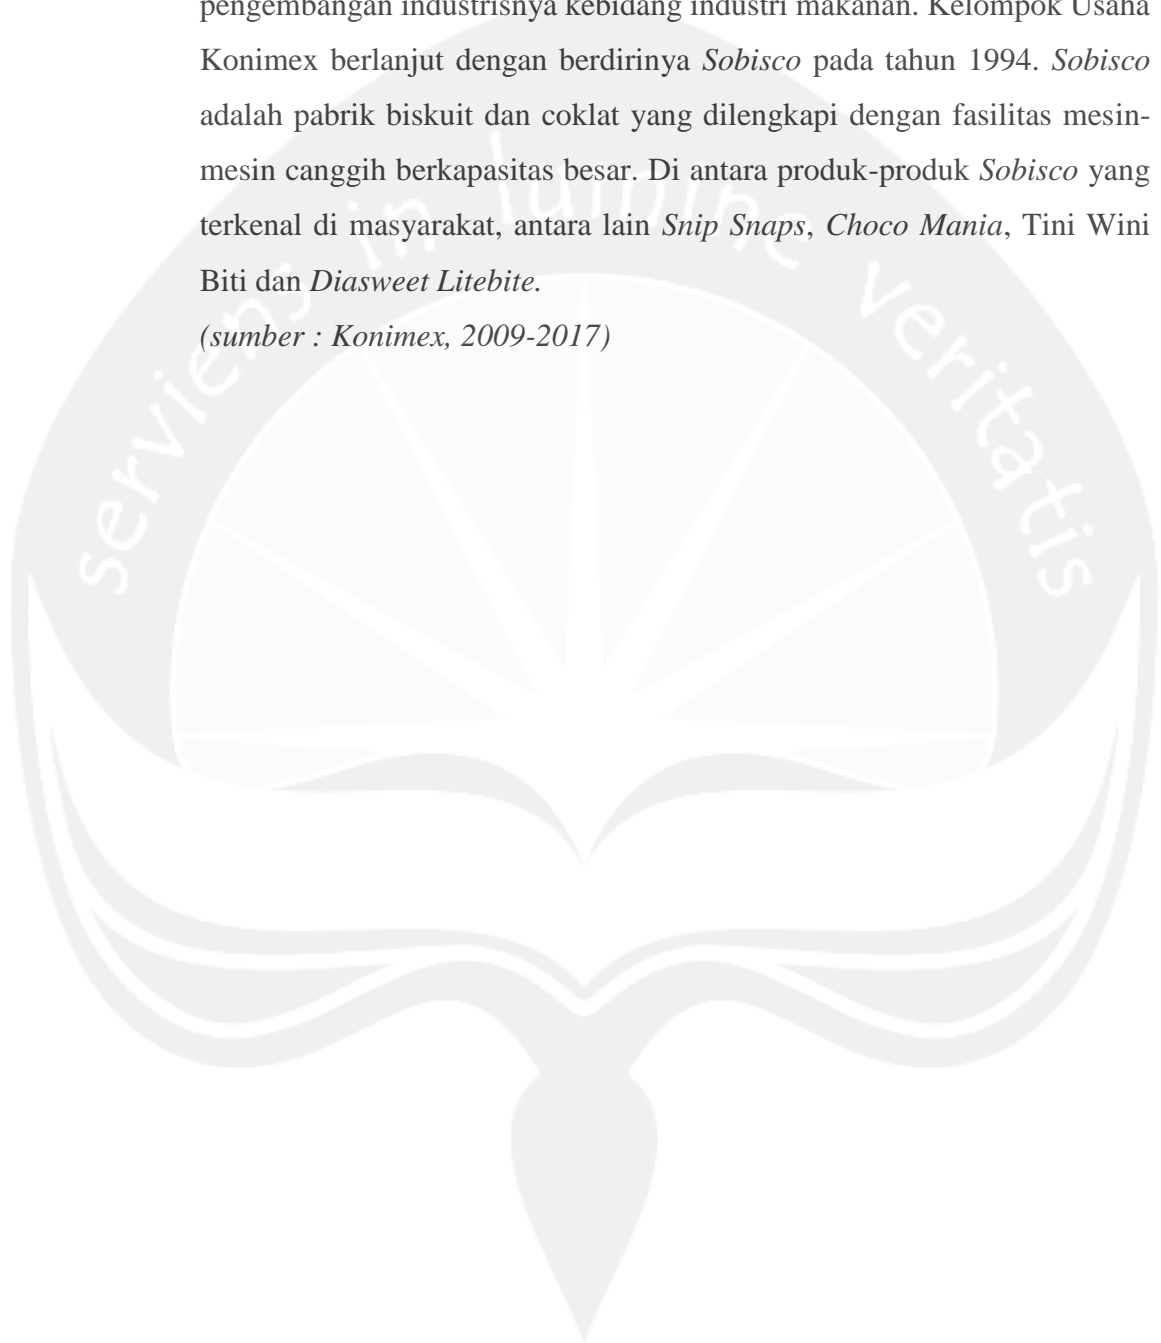 pengembangan industrisnya kebidang industri makanan. Kelompok Usaha
Konimex berlanjut dengan berdirinya Sobisco pada tahun 1994. Sobisco
adalah pabrik biskuit dan coklat yang dilengkapi dengan fasilitas mesin-
mesin canggih berkapasitas besar. Di antara produk-produk Sobisco yang
terkenal di masyarakat, antara lain Snip Snaps, Choco Mania, Tini Wini
Biti dan Diasweet Litebite.
(sumber : Konimex, 2009-2017)
serviens in lumine veritatis